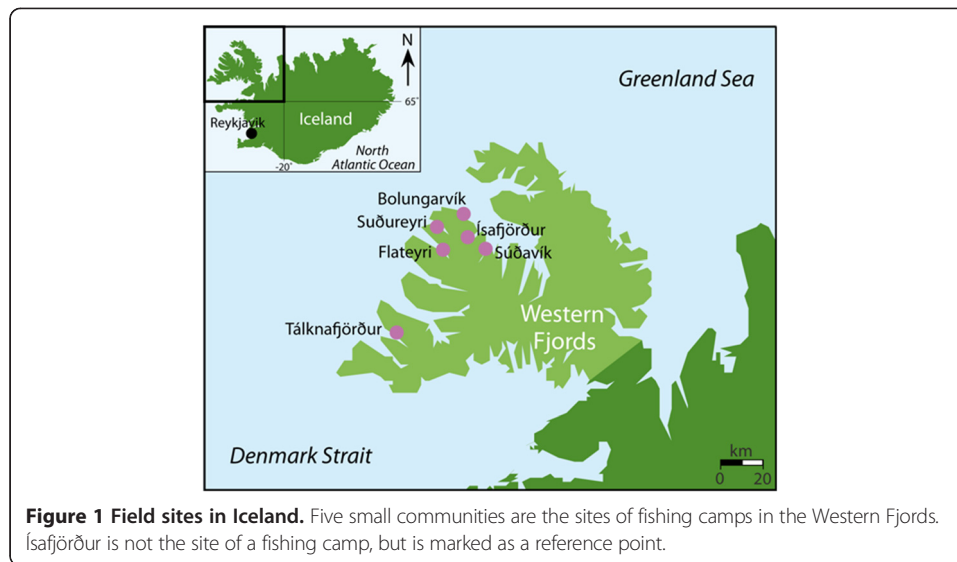 N
Greenland Sea
65°
Iceland
Reykjavik
North
Atlantic Ocean
-20°
Bolungarvík
Suðureyri
Ísafjörður
Flateyri
Súðavík
Tálknafjörður
Western
Fjords
Denmark Strait
km
0 20
Figure 1 Field sites in Iceland. Five small communities are the sites of fishing camps in the Western Fjords.
Ísafjörður is not the site of a fishing camp, but is marked as a reference point.